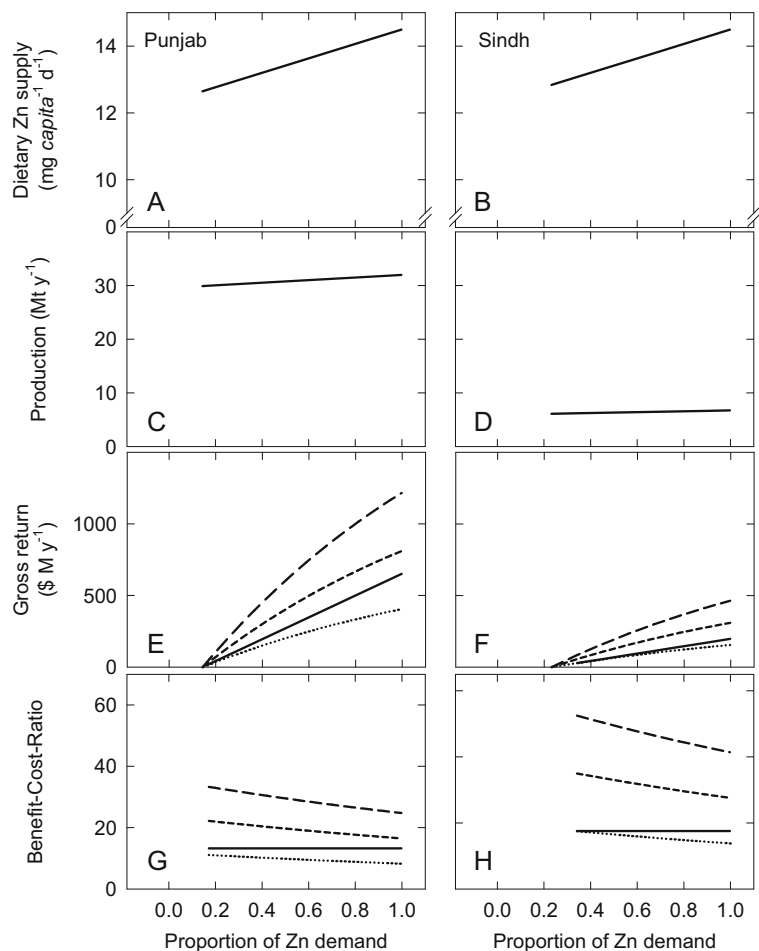 Punjab
Sindh
Dietary Zn supply
(mg capita⁻¹ d⁻¹)
14
12
10
0
A
B
Production (Mt y⁻¹)
30
20
10
0
C
D
Gross return
($ M y⁻¹)
1000
500
0
E
F
Benefit-Cost-Ratio
60
40
20
0
G
H
0.0 0.2 0.4 0.6 0.8 1.0
0.0 0.2 0.4 0.6 0.8 1.0
Proportion of Zn demand
Proportion of Zn demand